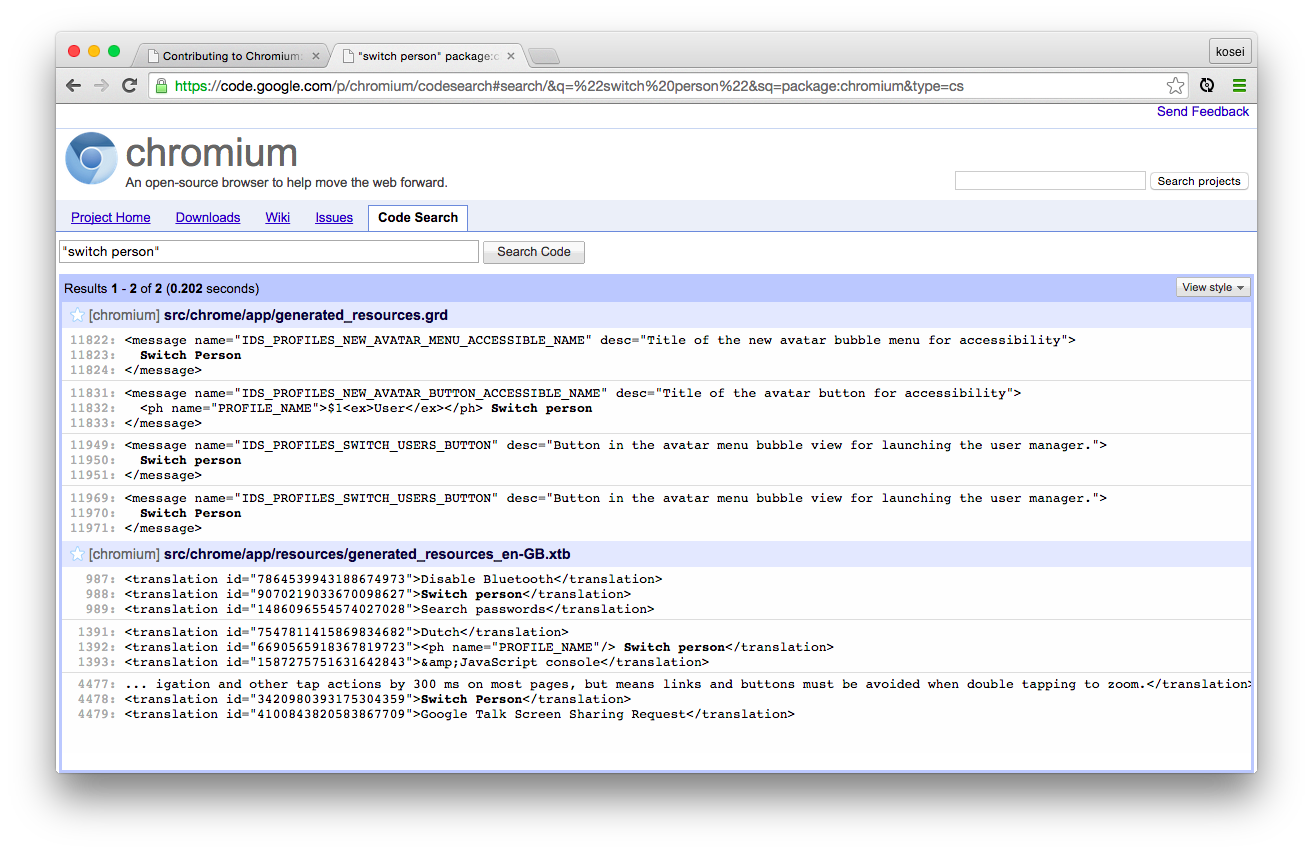 Contributing to Chromium:
"switch person" package:c
kosei
https://code.google.com/p/chromium/codesearch#search/&q=%22switch%20person%22&sq=package:chromium&type=cs
Send Feedback
chromium
An open-source browser to help move the web forward.
Search projects
Project Home Downloads Wiki Issues Code Search
"switch person" Search Code
Results 1 - 2 of 2 (0.202 seconds) View style
[chromium] src/chrome/app/generated_resources.grd
11822: <message name="IDS_PROFILES_NEW_AVATAR_MENU_ACCESSIBLE_NAME" desc="Title of the new avatar bubble menu for accessibility">
11823: Switch Person
11824: </message>
11831: <message name="IDS_PROFILES_NEW_AVATAR_BUTTON_ACCESSIBLE_NAME" desc="Title of the avatar button for accessibility">
11832: <ph name="PROFILE_NAME">$1<ex>User</ex></ph> Switch person
11833: </message>
11949: <message name="IDS_PROFILES_SWITCH_USERS_BUTTON" desc="Button in the avatar menu bubble view for launching the user manager.">
11950: Switch person
11951: </message>
11969: <message name="IDS_PROFILES_SWITCH_USERS_BUTTON" desc="Button in the avatar menu bubble view for launching the user manager.">
11970: Switch Person
11971: </message>
[chromium] src/chrome/app/resources/generated_resources_en-GB.xtb
987: <translation id="7864539943188674973">Disable Bluetooth</translation>
988: <translation id="9070219033670098627">Switch person</translation>
989: <translation id="1486096554574027028">Search passwords</translation>
1391: <translation id="7547811415869834682">Dutch</translation>
1392: <translation id="6690565918367819723"><ph name="PROFILE_NAME"/> Switch person</translation>
1393: <translation id="1587275751631642843">&amp;JavaScript console</translation>
4477: ... igation and other tap actions by 300 ms on most pages, but means links and buttons must be avoided when double tapping to zoom.</translation>
4478: <translation id="3420980393175304359">Switch Person</translation>
4479: <translation id="4100843820583867709">Google Talk Screen Sharing Request</translation>